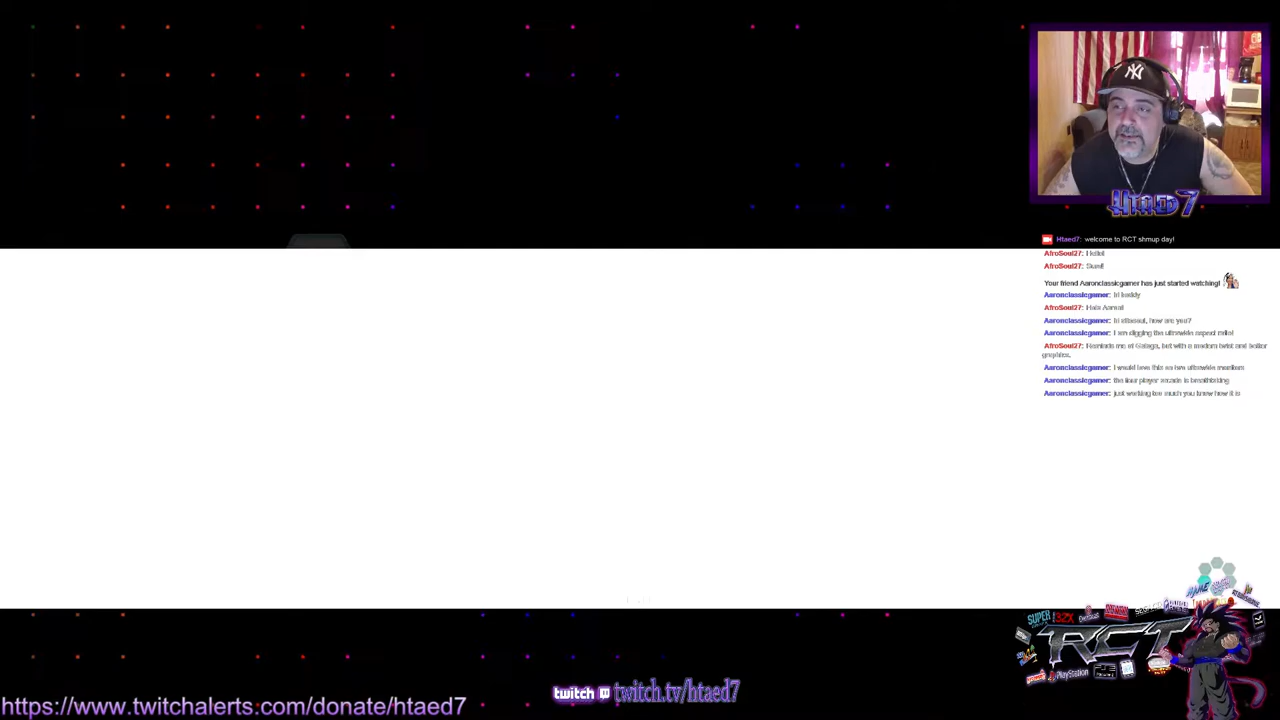 Htaed7
Htaed7: welcome to RCT shmup day!
AfroSoul27: Hello!
AfroSoul27:
Your friend Aaronclassicgamer has just started watching!
Aaronclassicgamer: hi buddy
AfroSoul27:
Aaronclassicgamer: hi afrosoul, how are you?
Aaronclassicgamer: I am digging the ultrawide aspect ratio!
AfroSoul27: Reminds me of Galaga, but with a modern twist and better
graphics.
Aaronclassicgamer: I would love this on two ultrawide monitors
Aaronclassicgamer: the four player arcade is breathtaking
Aaronclassicgamer: just working too much you know how it is
SUPER
32X
RCT
PlayStation
twitch twitch.tv/htaed7
https://www.twitchalerts.com/donate/htaed7